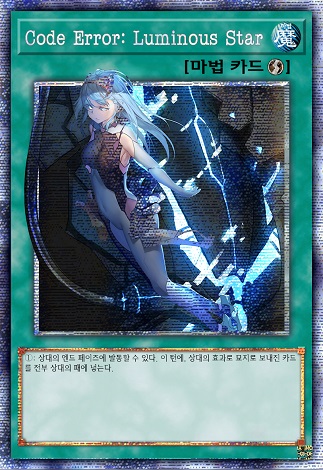 Code Error: Luminous Star
魔
[마법 카드]
①: 상대의 엔드 페이즈에 발동할 수 있다. 이 턴에, 상대의 효과로 묘지로 보내진 카드
를 전부 상대의 패에 넣는다.